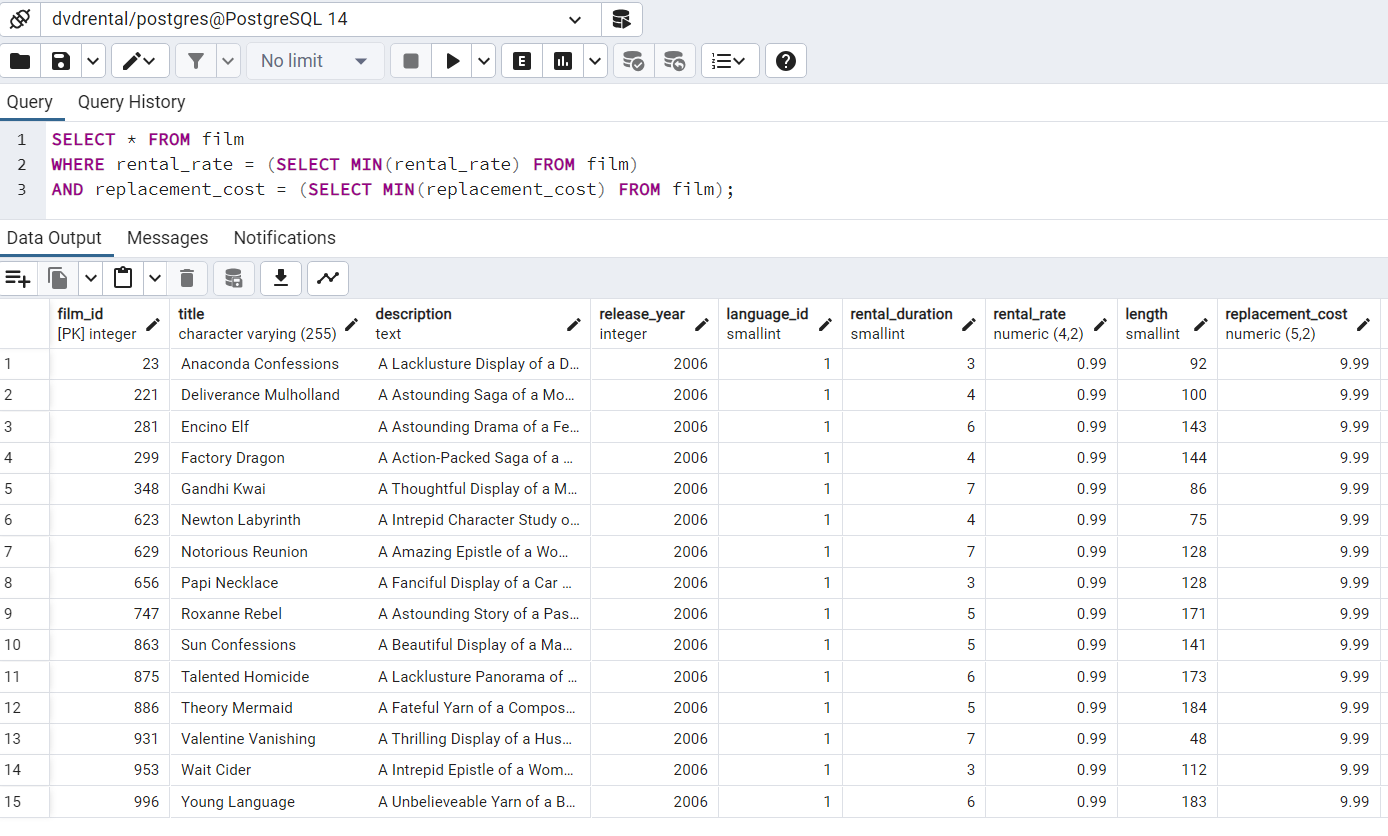 dvdrental/postgres@PostgreSQL 14
No limit
E
Query Query History
1 SELECT * FROM film
2 WHERE rental_rate = (SELECT MIN(rental_rate) FROM film)
3 AND replacement_cost = (SELECT MIN(replacement_cost) FROM film);
Data Output Messages Notifications
film_id title description release_year language_id rental_duration rental_rate length replacement_cost
[PK] integer character varying (255) text integer smallint smallint numeric (4,2) smallint numeric (5,2)
1 23 Anaconda Confessions A Lacklusture Display of a D... 2006 1 3 0.99 92 9.99
2 221 Deliverance Mulholland A Astounding Saga of a Mo... 2006 1 4 0.99 100 9.99
3 281 Encino Elf A Astounding Drama of a Fe... 2006 1 6 0.99 143 9.99
4 299 Factory Dragon A Action-Packed Saga of a ... 2006 1 4 0.99 144 9.99
5 348 Gandhi Kwai A Thoughtful Display of a M... 2006 1 7 0.99 86 9.99
6 623 Newton Labyrinth A Intrepid Character Study o... 2006 1 4 0.99 75 9.99
7 629 Notorious Reunion A Amazing Epistle of a Wo... 2006 1 7 0.99 128 9.99
8 656 Papi Necklace A Fanciful Display of a Car ... 2006 1 3 0.99 128 9.99
9 747 Roxanne Rebel A Astounding Story of a Pas... 2006 1 5 0.99 171 9.99
10 863 Sun Confessions A Beautiful Display of a Ma... 2006 1 5 0.99 141 9.99
11 875 Talented Homicide A Lacklusture Panorama of ... 2006 1 6 0.99 173 9.99
12 886 Theory Mermaid A Fateful Yarn of a Compos... 2006 1 5 0.99 184 9.99
13 931 Valentine Vanishing A Thrilling Display of a Hus... 2006 1 7 0.99 48 9.99
14 953 Wait Cider A Intrepid Epistle of a Wom... 2006 1 3 0.99 112 9.99
15 996 Young Language A Unbelieveable Yarn of a B... 2006 1 6 0.99 183 9.99